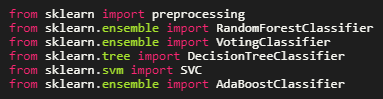 from sklearn import preprocessing
from sklearn.ensemble import RandomForestClassifier
from sklearn.ensemble import VotingClassifier
from sklearn.tree import DecisionTreeClassifier
from sklearn.svm import SVC
from sklearn.ensemble import AdaBoostClassifier